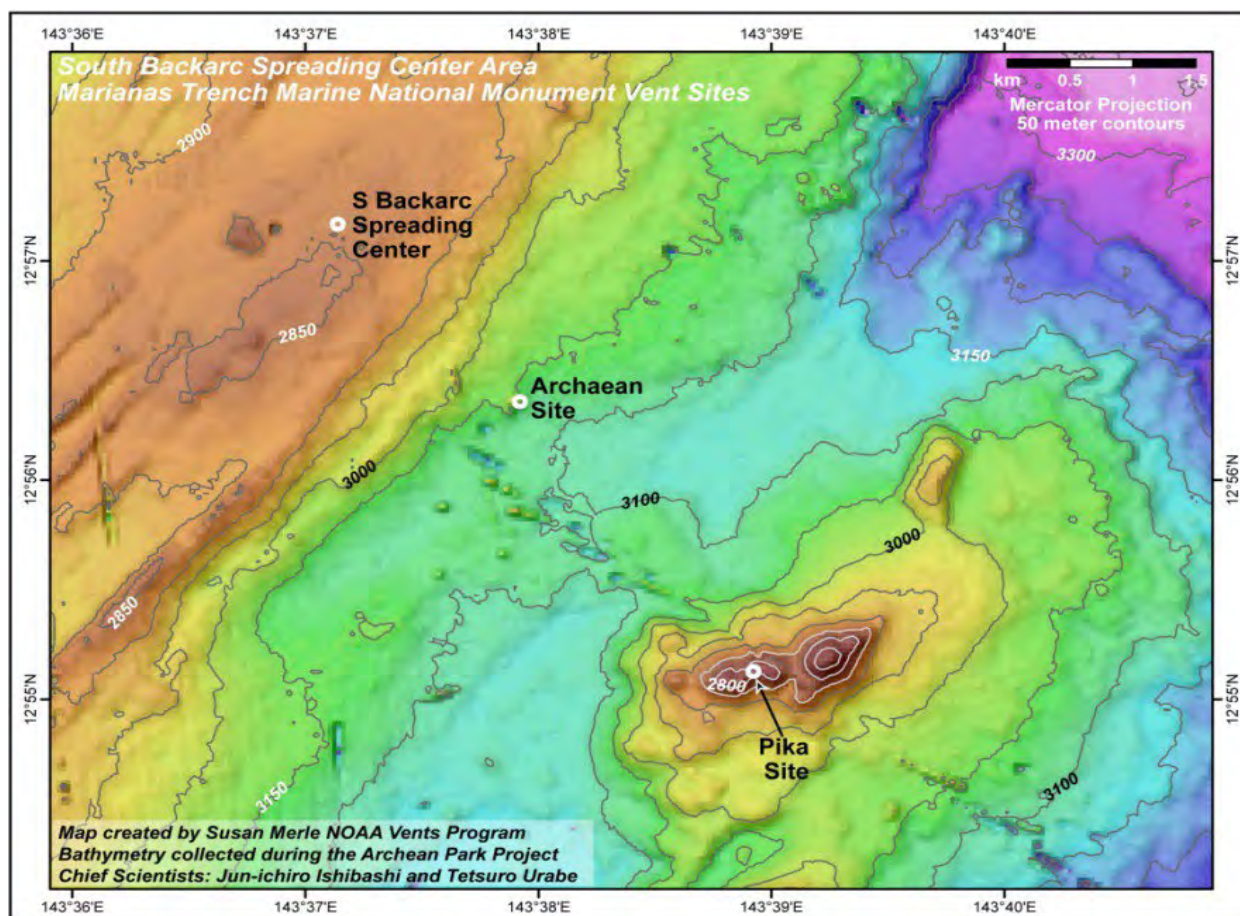 143°36'E 143°37'E 143°38'E 143°39'E 143°40'E
South Backarc Spreading Center Area
Marianas Trench Marine National Monument Vent Sites
km 0.5 1 1.5
Mercator Projection
50 meter contours
2900
3300
S Backarc
Spreading
Center
12°57'N
12°57'N
2850
3150
Archaean
Site
3000
12°56'N
12°56'N
3100
3000
2850
12°55'N
2800
12°55'N
Pika
Site
3150
3100
Map created by Susan Merle NOAA Vents Program
Bathymetry collected during the Archean Park Project
Chief Scientists: Jun-ichiro Ishibashi and Tetsuro Urabe
143°36'E 143°37'E 143°38'E 143°39'E 143°40'E